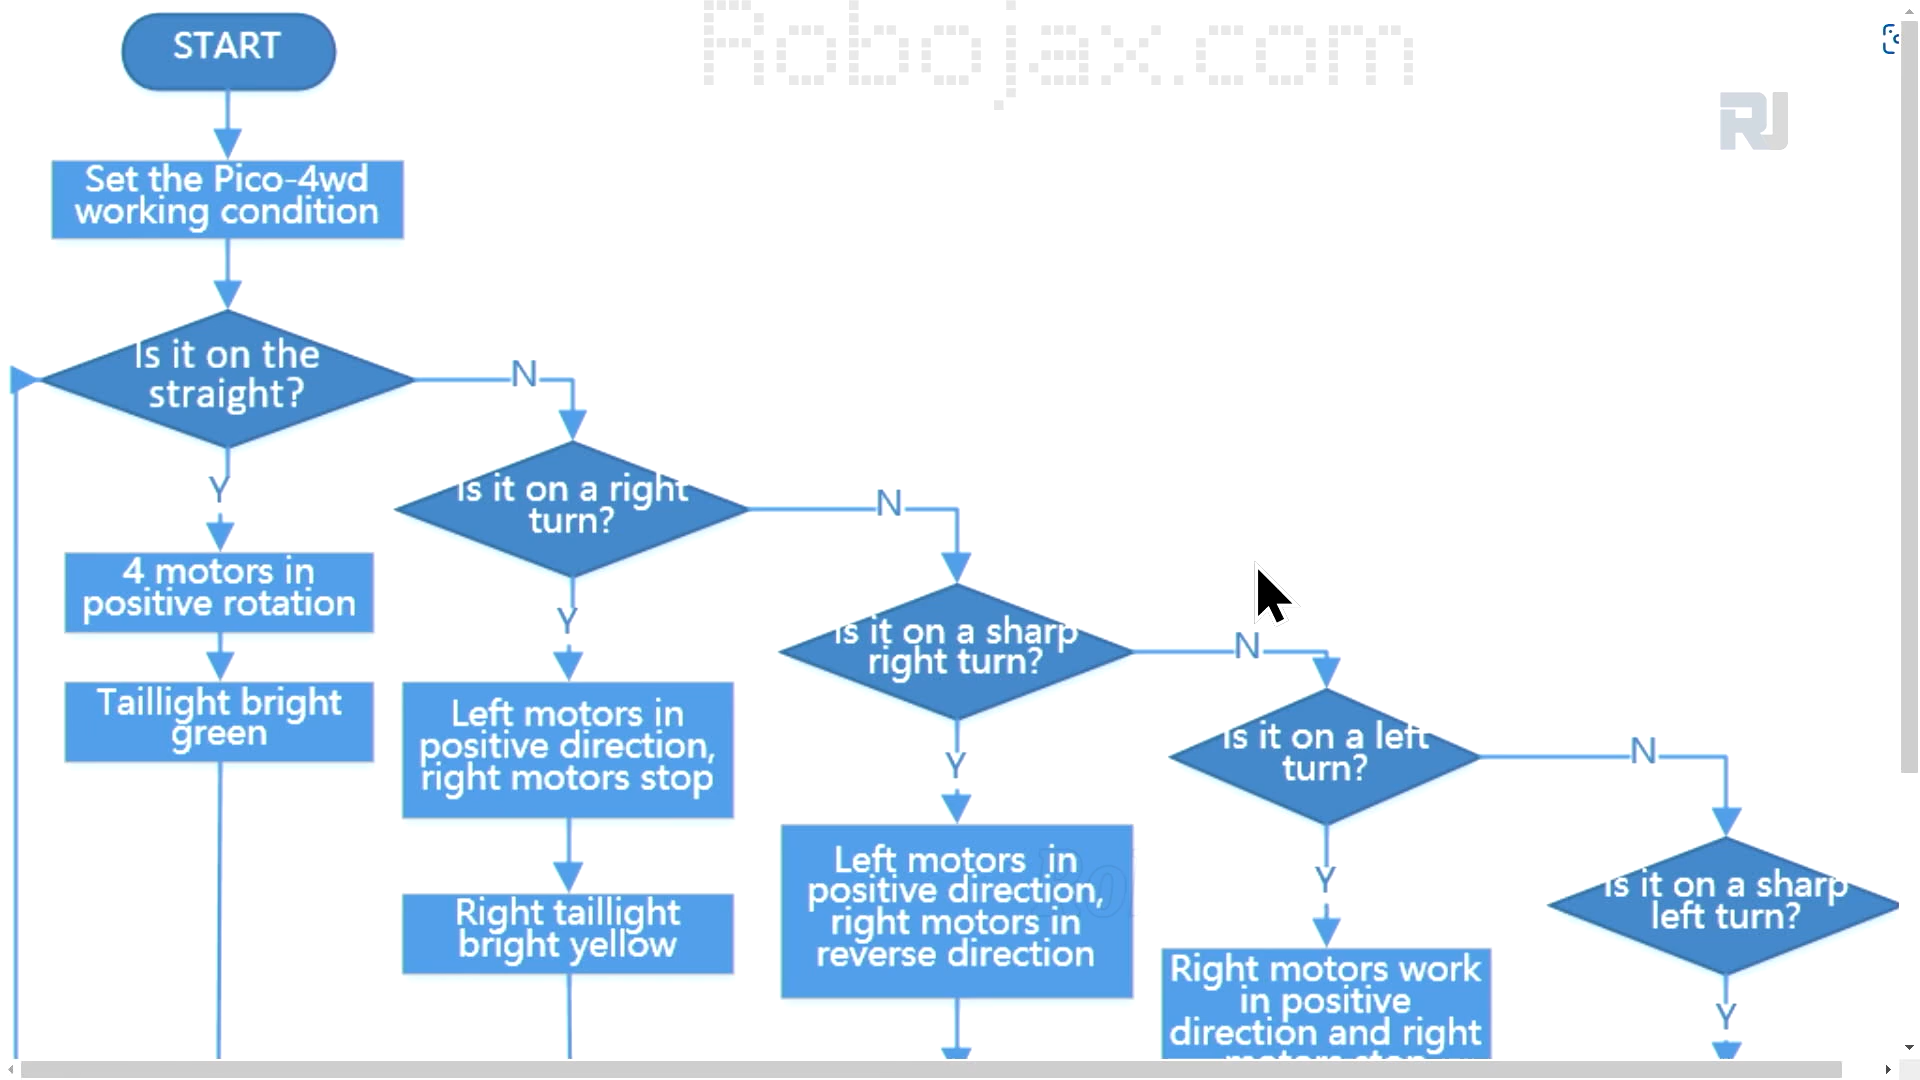 Robojax.com
RJ
START
Set the Pico-4wd
working condition
Is it on the
straight?
N
Y
4 motors in
positive rotation
Taillight bright
green
Is it on a right
turn?
N
Y
Left motors in
positive direction,
right motors stop
Right taillight
bright yellow
Is it on a sharp
right turn?
N
Y
Left motors in
positive direction,
right motors in
reverse direction
Is it on a left
turn?
N
Y
Right motors work
in positive
direction and right
motors stop
Is it on a sharp
left turn?
Y